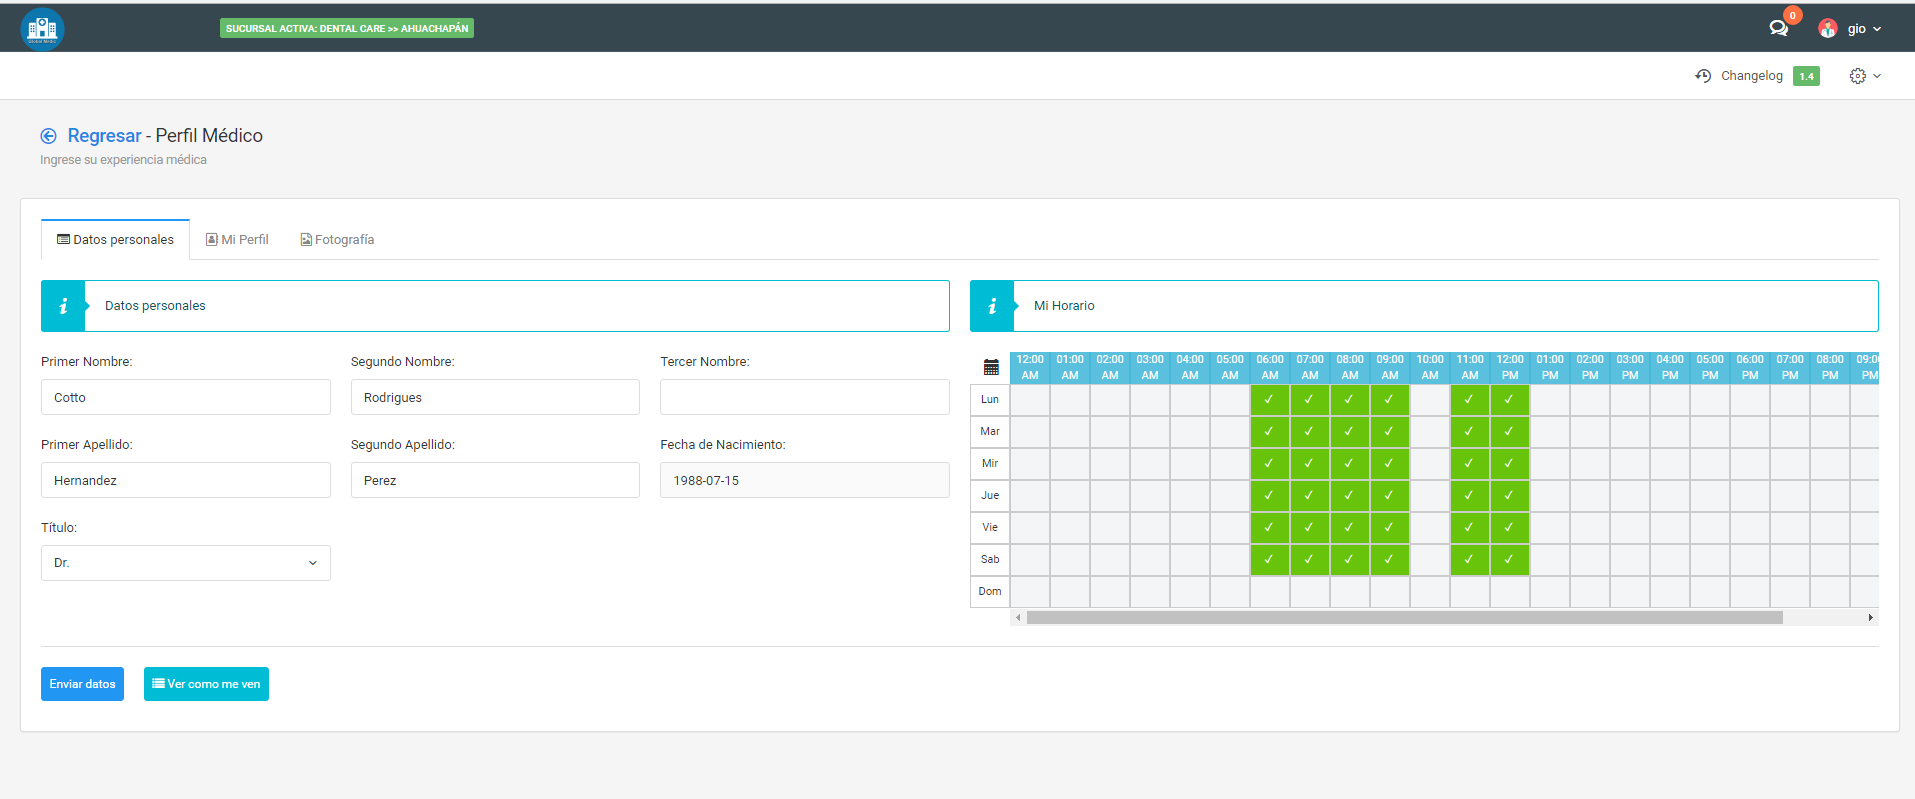 SUCURSAL ACTIVA: DENTAL CARE >> AHUACHAPÁN
0
gio
Changelog 1.4
Regresar - Perfil Médico
Ingrese su experiencia médica
Datos personales
Mi Perfil
Fotografía
Datos personales
Primer Nombre:
Segundo Nombre:
Tercer Nombre:
Cotto
Rodrigues
Primer Apellido:
Segundo Apellido:
Fecha de Nacimiento:
Hernandez
Perez
1988-07-15
Título:
Dr.
Mi Horario
12:00 AM
01:00 AM
02:00 AM
03:00 AM
04:00 AM
05:00 AM
06:00 AM
07:00 AM
08:00 AM
09:00 AM
10:00 AM
11:00 AM
12:00 PM
01:00 PM
02:00 PM
03:00 PM
04:00 PM
05:00 PM
06:00 PM
07:00 PM
08:00 PM
09:00 PM
Lun ✓ ✓ ✓ ✓ ✓ ✓
Mar ✓ ✓ ✓ ✓ ✓ ✓
Mir ✓ ✓ ✓ ✓ ✓ ✓
Jue ✓ ✓ ✓ ✓ ✓ ✓
Vie ✓ ✓ ✓ ✓ ✓ ✓
Sab ✓ ✓ ✓ ✓ ✓ ✓
Dom
Enviar datos
Ver como me ven